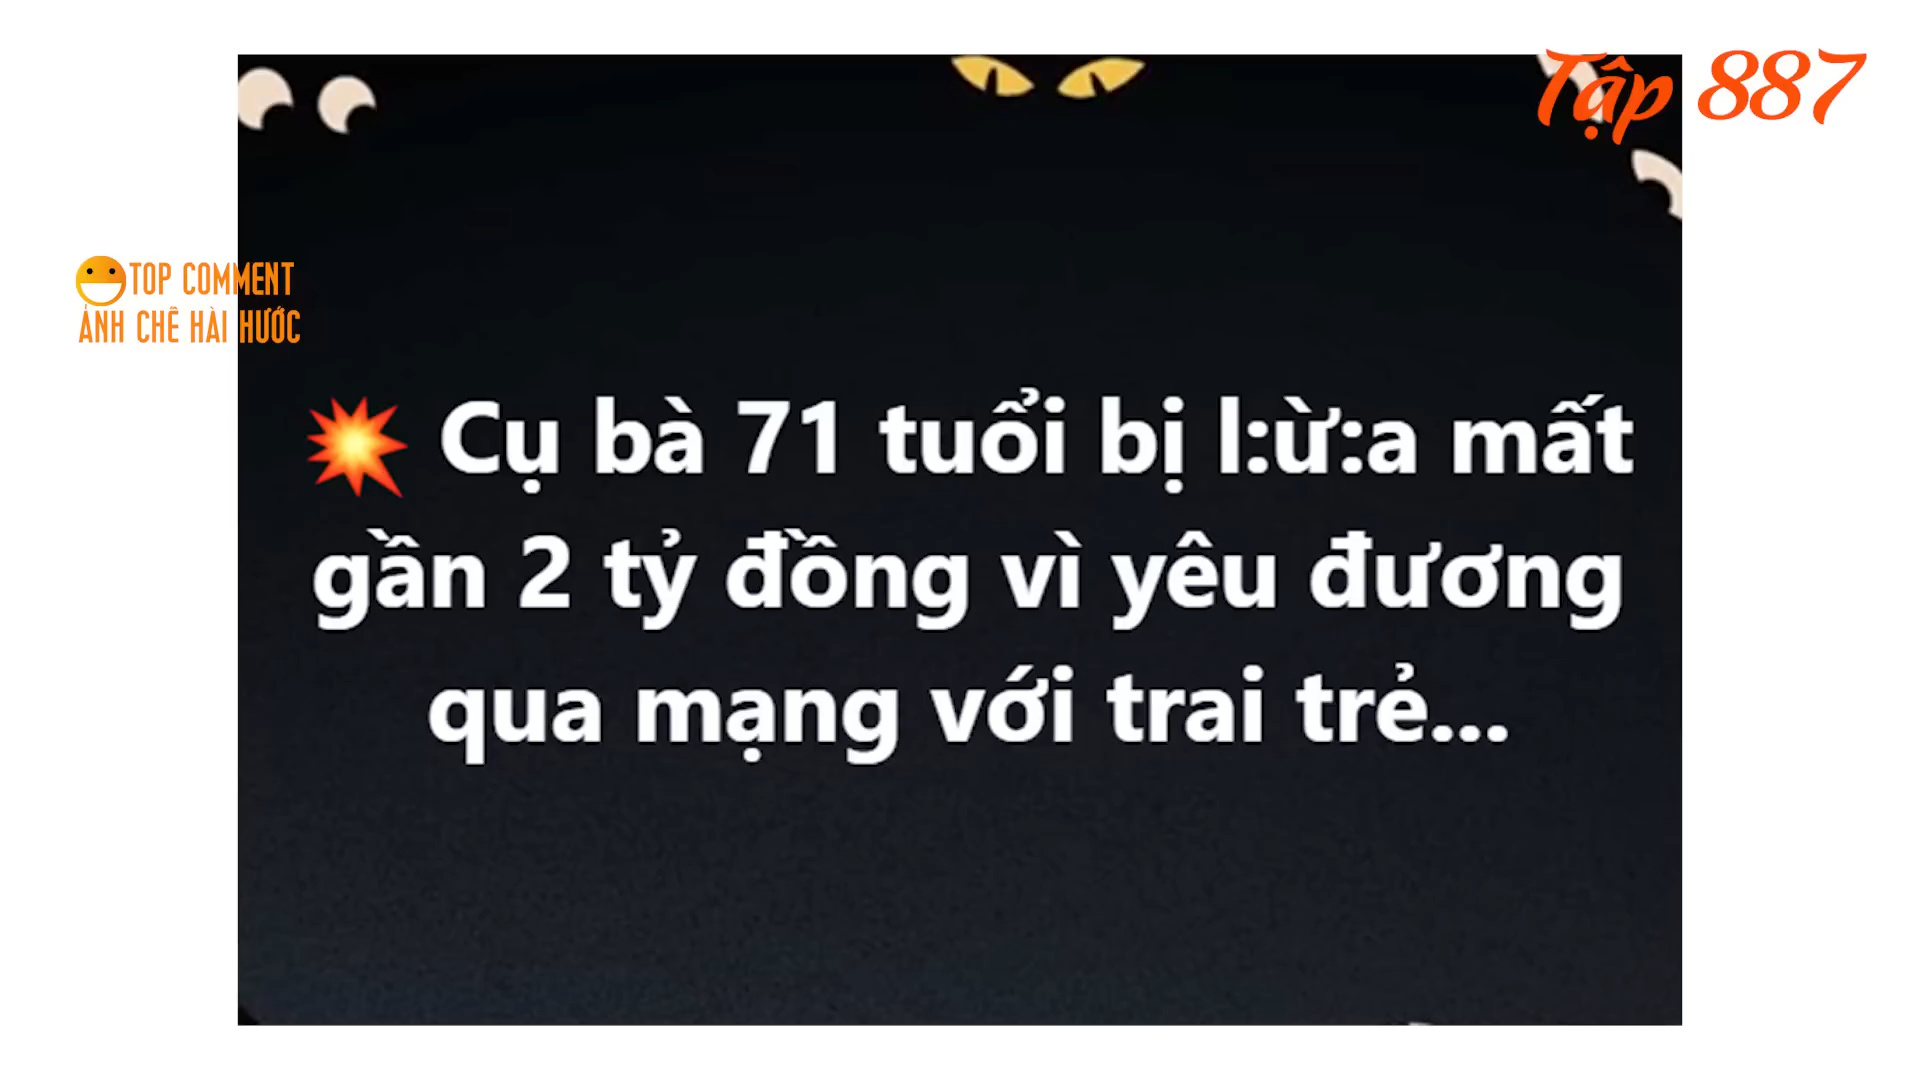 Tập 887
TOP COMMENT
ẢNH CHẾ HÀI HƯỚC
💥 Cụ bà 71 tuổi bị l:ừ:a mất
gần 2 tỷ đồng vì yêu đương
qua mạng với trai trẻ...